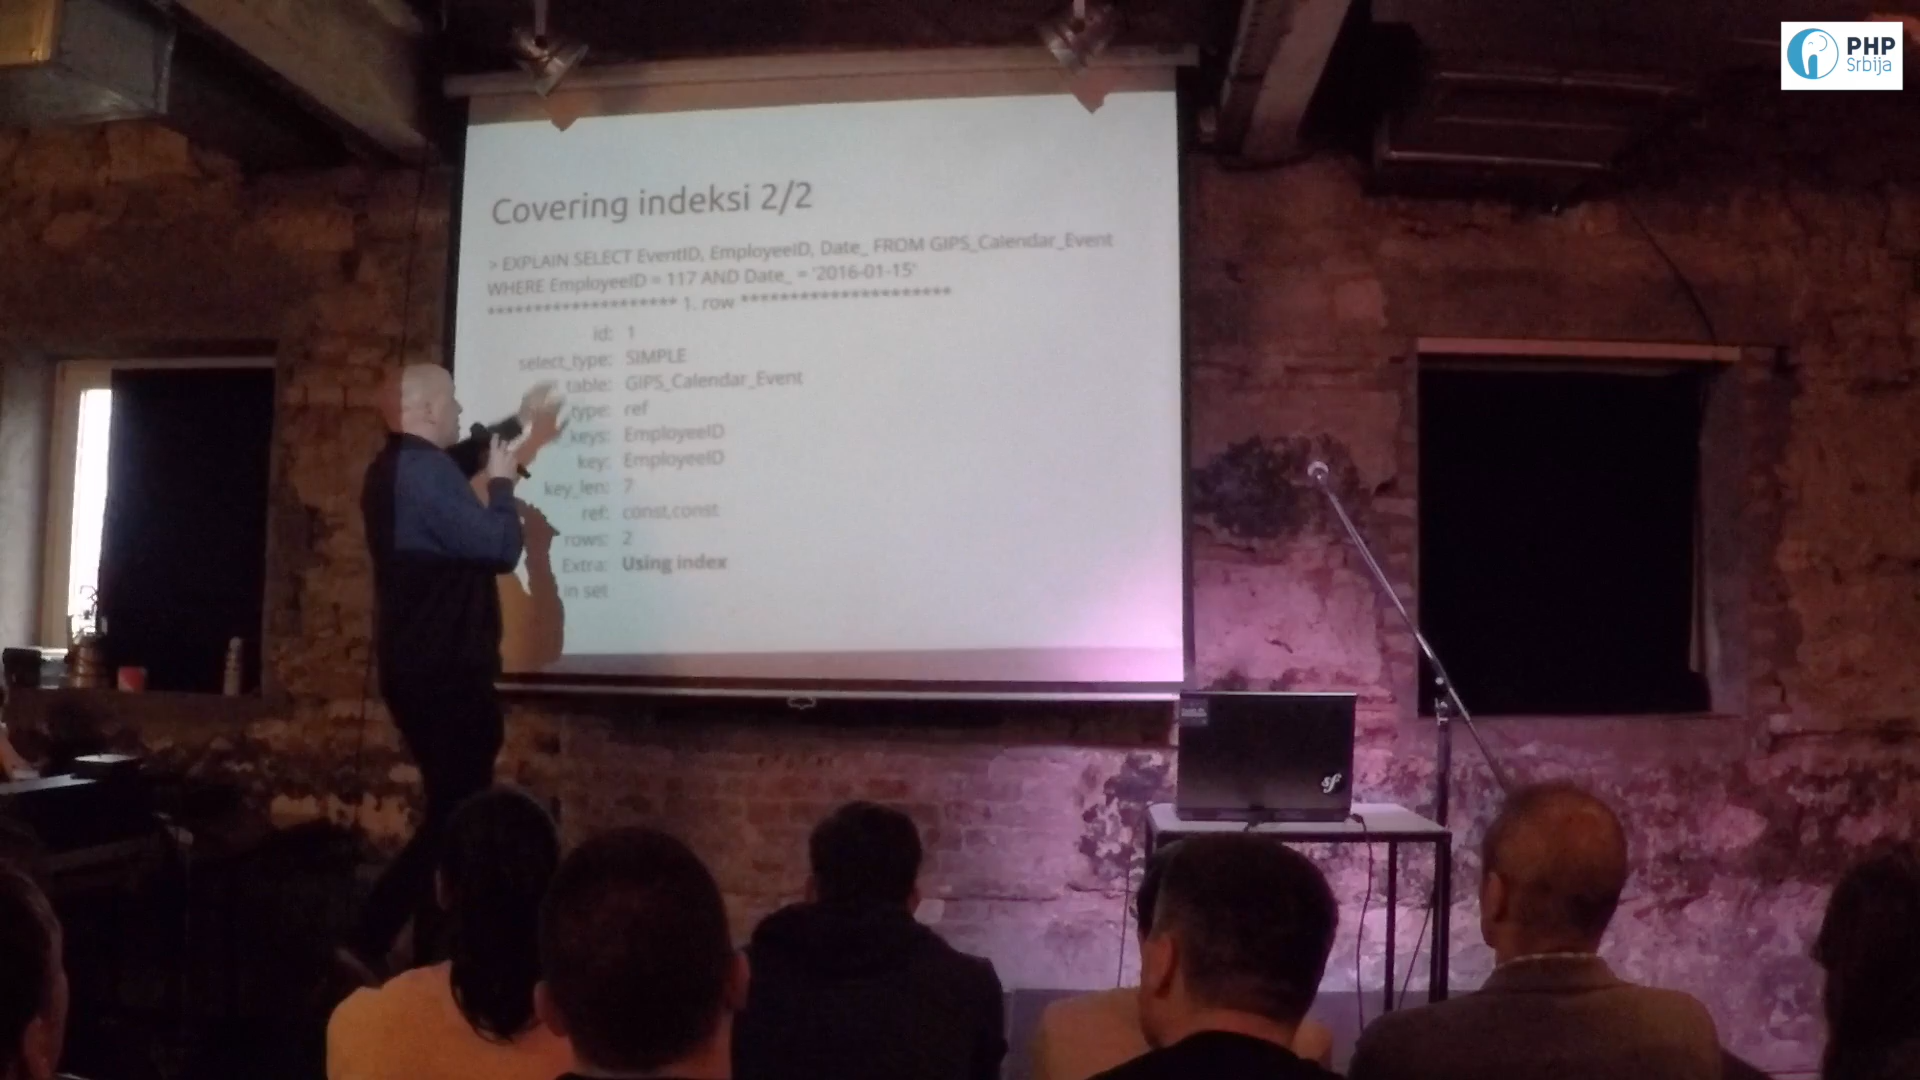 PHP
Srbija
Covering indeksi 2/2
> EXPLAIN SELECT EventID, EmployeeID, Date_ FROM GIPS_Calendar_Event
WHERE EmployeeID = 117 AND Date_ = '2016-01-15'
********************* 1. row *********************
id: 1
select_type: SIMPLE
table: GIPS_Calendar_Event
type: ref
keys: EmployeeID
key: EmployeeID
key_len: 7
ref: const,const
rows: 2
Extra: Using index
in set
sf